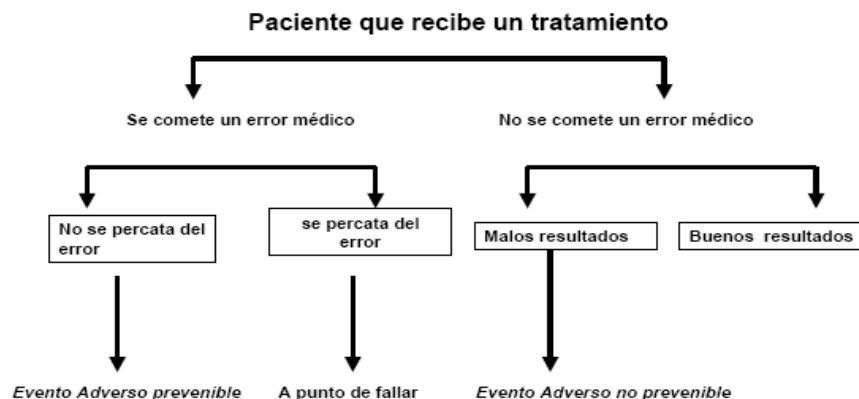 Paciente que recibe un tratamiento
Se comete un error médico
No se comete un error médico
No se percata del
error
se percata del
error
Malos resultados
Buenos resultados
Evento Adverso prevenible
A punto de fallar
Evento Adverso no prevenible